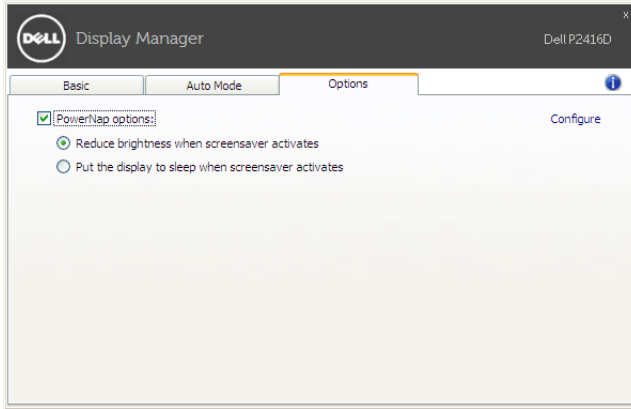 DELL Display Manager Dell P2416D
x
Basic Auto Mode Options
PowerNap options: Configure
Reduce brightness when screensaver activates
Put the display to sleep when screensaver activates